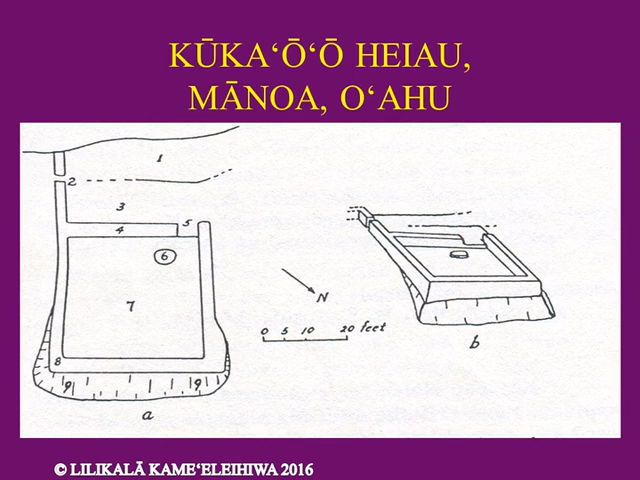 KŪKAʻŌʻŌ HEIAU,
MĀNOA, OʻAHU
1
2
3
4
5
6
7
8
9
9
a
N
0 5 10 20 feet
b
© LILIKALĀ KAMEʻELEIHIWA 2016